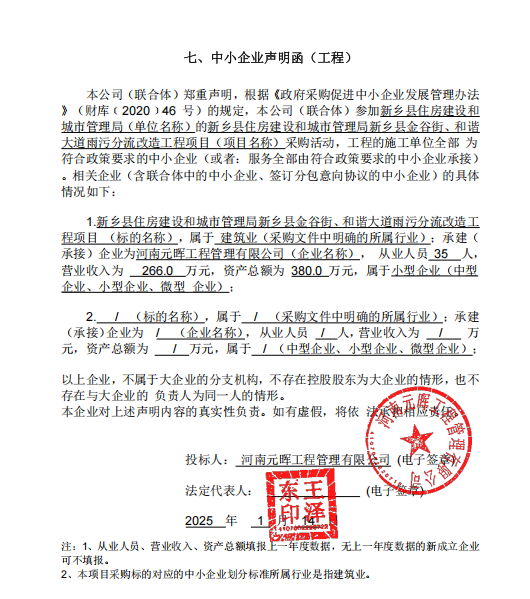 七、中小企业声明函（工程）
本公司（联合体）郑重声明，根据《政府采购促进中小企业发展管理办法
》（财库﹝2020﹞46 号）的规定，本公司（联合体）参加新乡县住房建设和
城市管理局（单位名称）的新乡县住房建设和城市管理局新乡县金谷街、和谐
大道雨污分流改造工程项目（项目名称）采购活动，工程的施工单位全部 为
符合政策要求的中小企业（或者：服务全部由符合政策要求的中小企业承接）
。相关企业（含联合体中的中小企业、签订分包意向协议的中小企业）的具体
情况如下：
1.新乡县住房建设和城市管理局新乡县金谷街、和谐大道雨污分流改造工
程项目 （标的名称），属于 建筑业（采购文件中明确的所属行业）；承建（
承接）企业为河南元晖工程管理有限公司（企业名称）， 从业人员 35 人，
营业收入为 266.0 万元，资产总额为 380.0 万元，属于小型企业（中型
企业、小型企业、微型 企业）；
2. / （标的名称），属于 / （采购文件中明确的所属行业）；承建
（承接）企业为 / （企业名称），从业人员 / 人，营业收入为 / 万
元，资产总额为 / 万元，属于 / （中型企业、小型企业、微型企业）；
以上企业，不属于大企业的分支机构，不存在控股股东为大企业的情形，也不
存在与大企业的 负责人为同一人的情形。
本企业对上述声明内容的真实性负责。如有虚假，将依 法承担相应责任。
投标人： 河南元晖工程管理有限公司 （电子签章）
法定代表人： （电子签章）
2025 年 1 月 14
河南元晖工程管理有限公司
王泽东印
注：1、从业人员、营业收入、资产总额填报上一年度数据，无上一年度数据的新成立企业
可不填报。
2、本项目采购标的对应的中小企业划分标准所属行业是指建筑业。